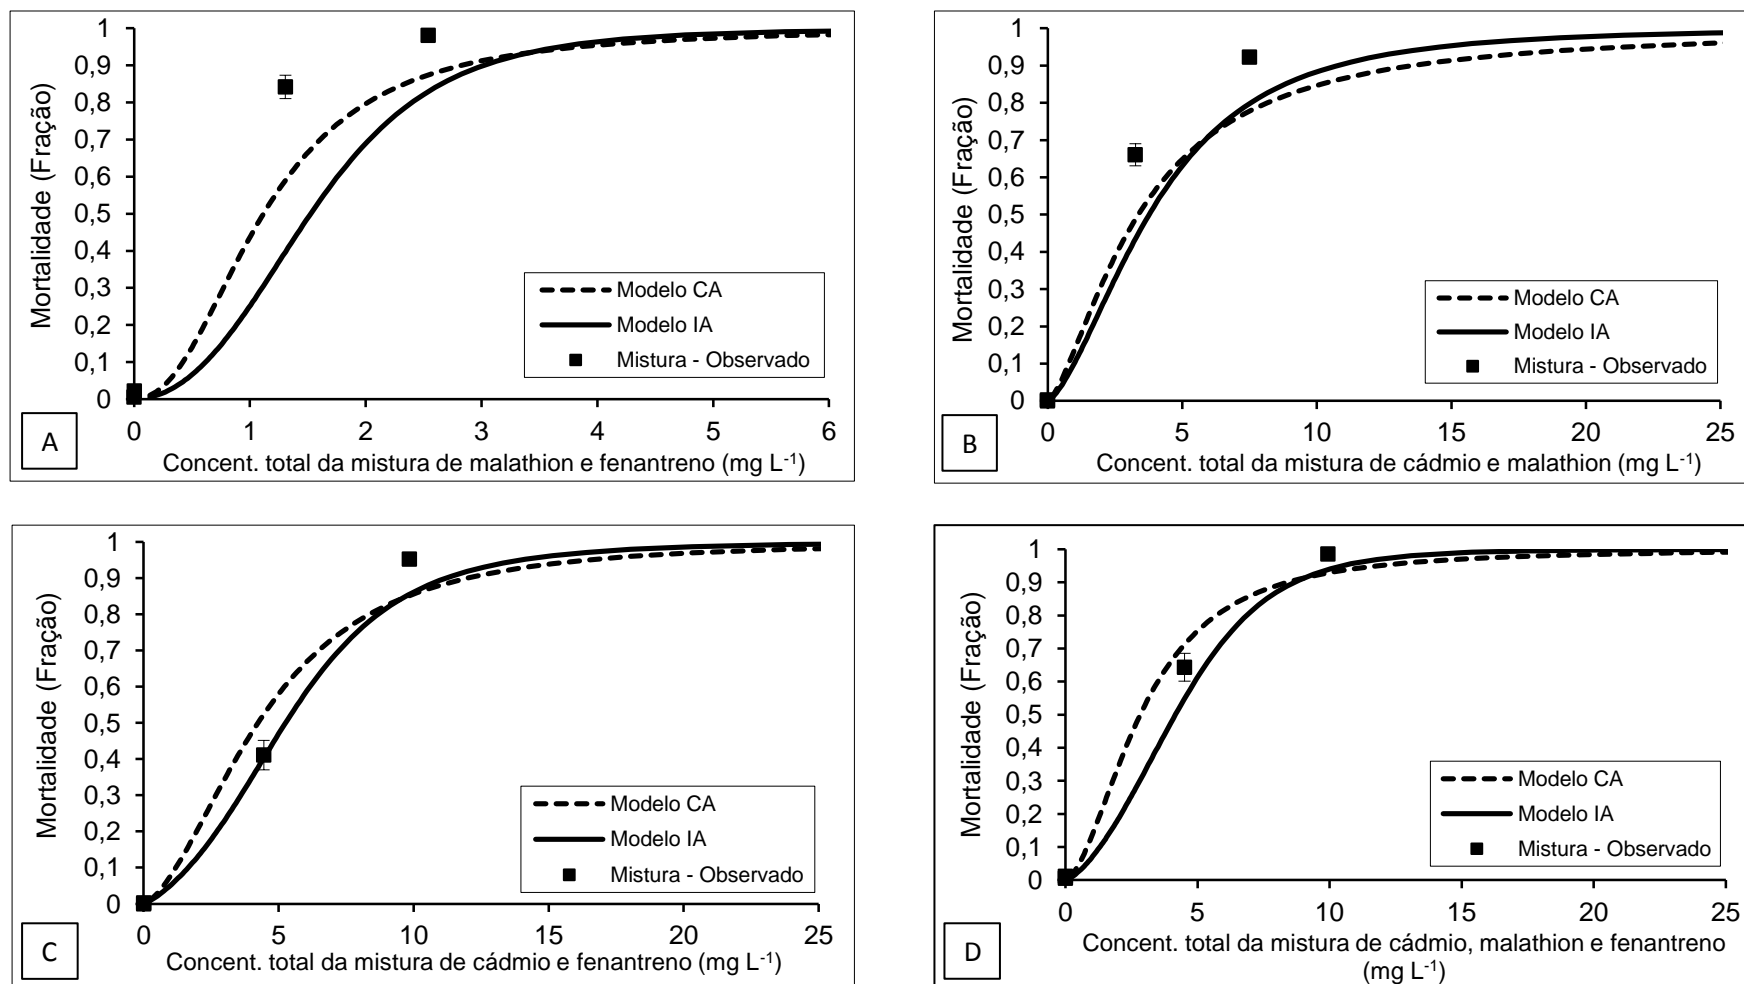 Mortalidade (Fração)
1
0,9
0,8
0,7
0,6
0,5
0,4
0,3
0,2
0,1
0
0 1 2 3 4 5 6
Modelo CA
Modelo IA
Mistura - Observado
A
Concent. total da mistura de malathion e fenantreno (mg L-1)
Mortalidade (Fração)
1
0,9
0,8
0,7
0,6
0,5
0,4
0,3
0,2
0,1
0
0 5 10 15 20 25
Modelo CA
Modelo IA
Mistura - Observado
B
Concent. total da mistura de cádmio e malathion (mg L-1)
Mortalidade (Fração)
1
0,9
0,8
0,7
0,6
0,5
0,4
0,3
0,2
0,1
0
0 5 10 15 20 25
Modelo CA
Modelo IA
Mistura - Observado
C
Concent. total da mistura de cádmio e fenantreno (mg L-1)
Mortalidade (Fração)
1
0,9
0,8
0,7
0,6
0,5
0,4
0,3
0,2
0,1
0
0 5 10 15 20 25
Modelo CA
Modelo IA
Mistura - Observado
D
Concent. total da mistura de cádmio, malathion e fenantreno
(mg L-1)